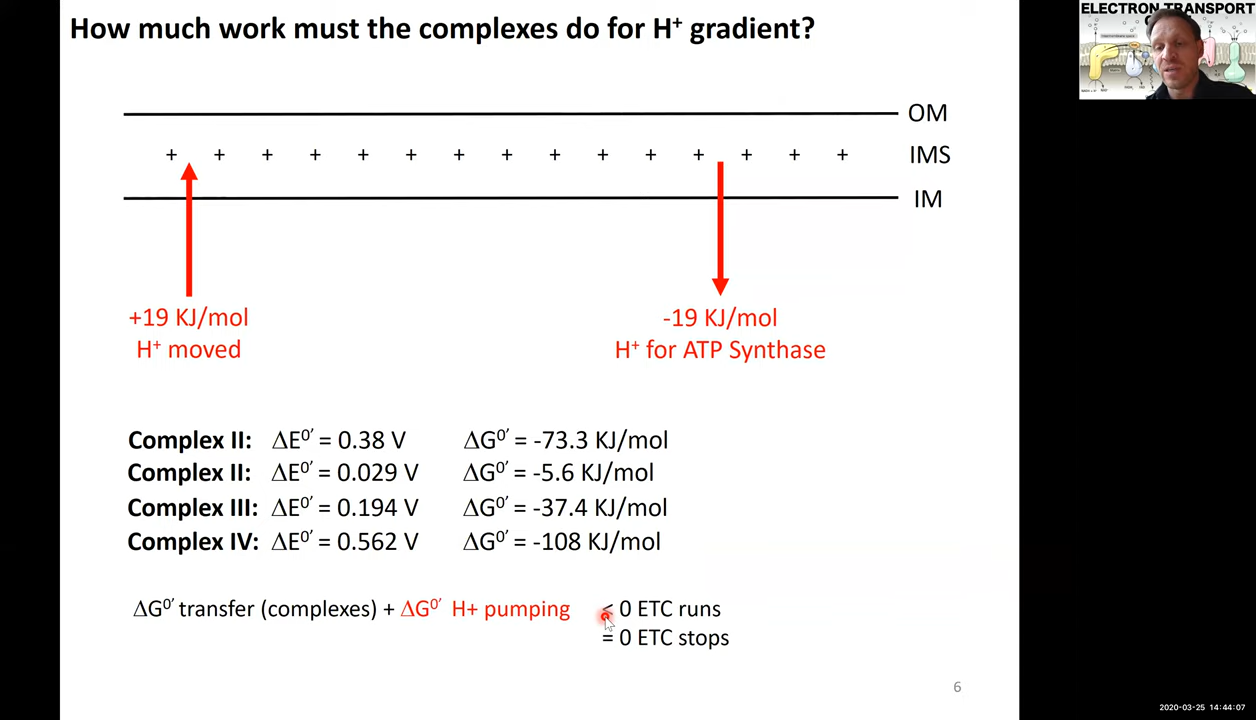 How much work must the complexes do for H⁺ gradient?
ELECTRON TRANSPORT
OM
+ + + + + + + + + + + + + + +
IMS
IM
+19 KJ/mol
H⁺ moved
-19 KJ/mol
H⁺ for ATP Synthase
Complex II: ΔE⁰′ = 0.38 V ΔG⁰′ = -73.3 KJ/mol
Complex II: ΔE⁰′ = 0.029 V ΔG⁰′ = -5.6 KJ/mol
Complex III: ΔE⁰′ = 0.194 V ΔG⁰′ = -37.4 KJ/mol
Complex IV: ΔE⁰′ = 0.562 V ΔG⁰′ = -108 KJ/mol
ΔG⁰′ transfer (complexes) + ΔG⁰′ H+ pumping < 0 ETC runs
= 0 ETC stops
6
2020-03-25 14:44:07